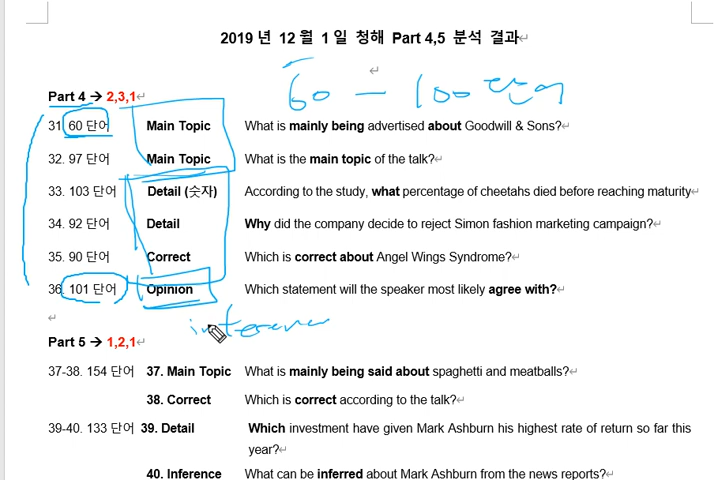 2019 년 12 월 1 일 청해 Part 4,5 분석 결과
60 — 100 단어
Part 4 → 2,3,1
31. 60 단어 Main Topic What is mainly being advertised about Goodwill & Sons?
32. 97 단어 Main Topic What is the main topic of the talk?
33. 103 단어 Detail (숫자) According to the study, what percentage of cheetahs died before reaching maturity
34. 92 단어 Detail Why did the company decide to reject Simon fashion marketing campaign?
35. 90 단어 Correct Which is correct about Angel Wings Syndrome?
36. 101 단어 Opinion Which statement will the speaker most likely agree with?
Part 5 → 1,2,1
37-38. 154 단어 37. Main Topic What is mainly being said about spaghetti and meatballs?
38. Correct Which is correct according to the talk?
39-40. 133 단어 39. Detail Which investment have given Mark Ashburn his highest rate of return so far this
year?
40. Inference What can be inferred about Mark Ashburn from the news reports?